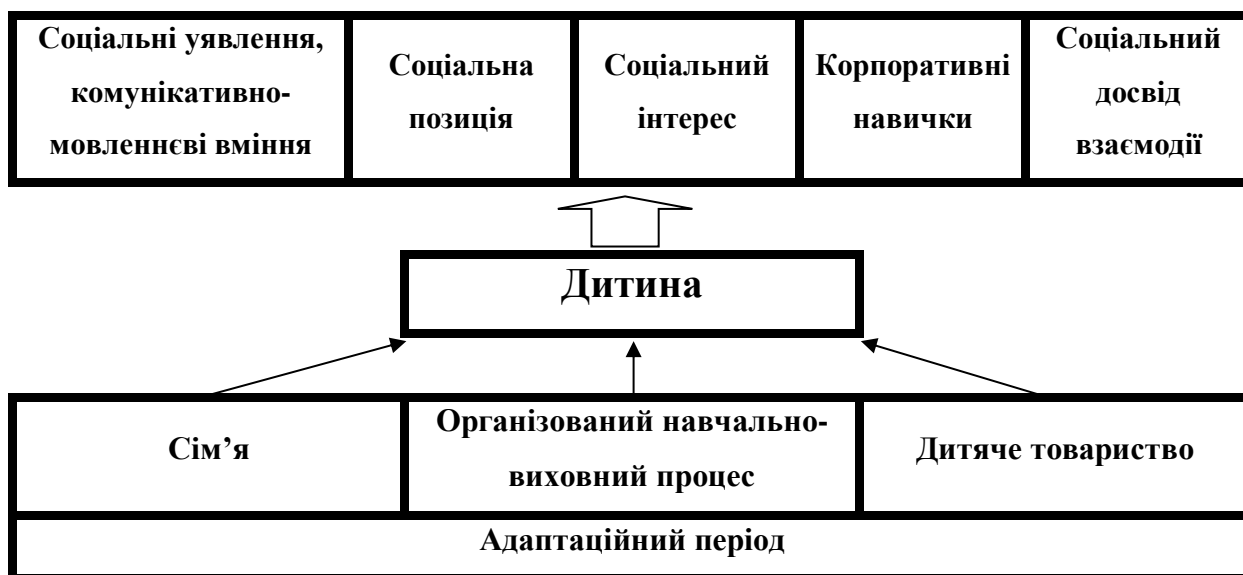 Соціальні уявлення,
комунікативно-
мовленнєві вміння
Соціальна
позиція
Соціальний
інтерес
Корпоративні
навички
Соціальний
досвід
взаємодії
Дитина
Сім’я
Організований навчально-
виховний процес
Дитяче товариство
Адаптаційний період